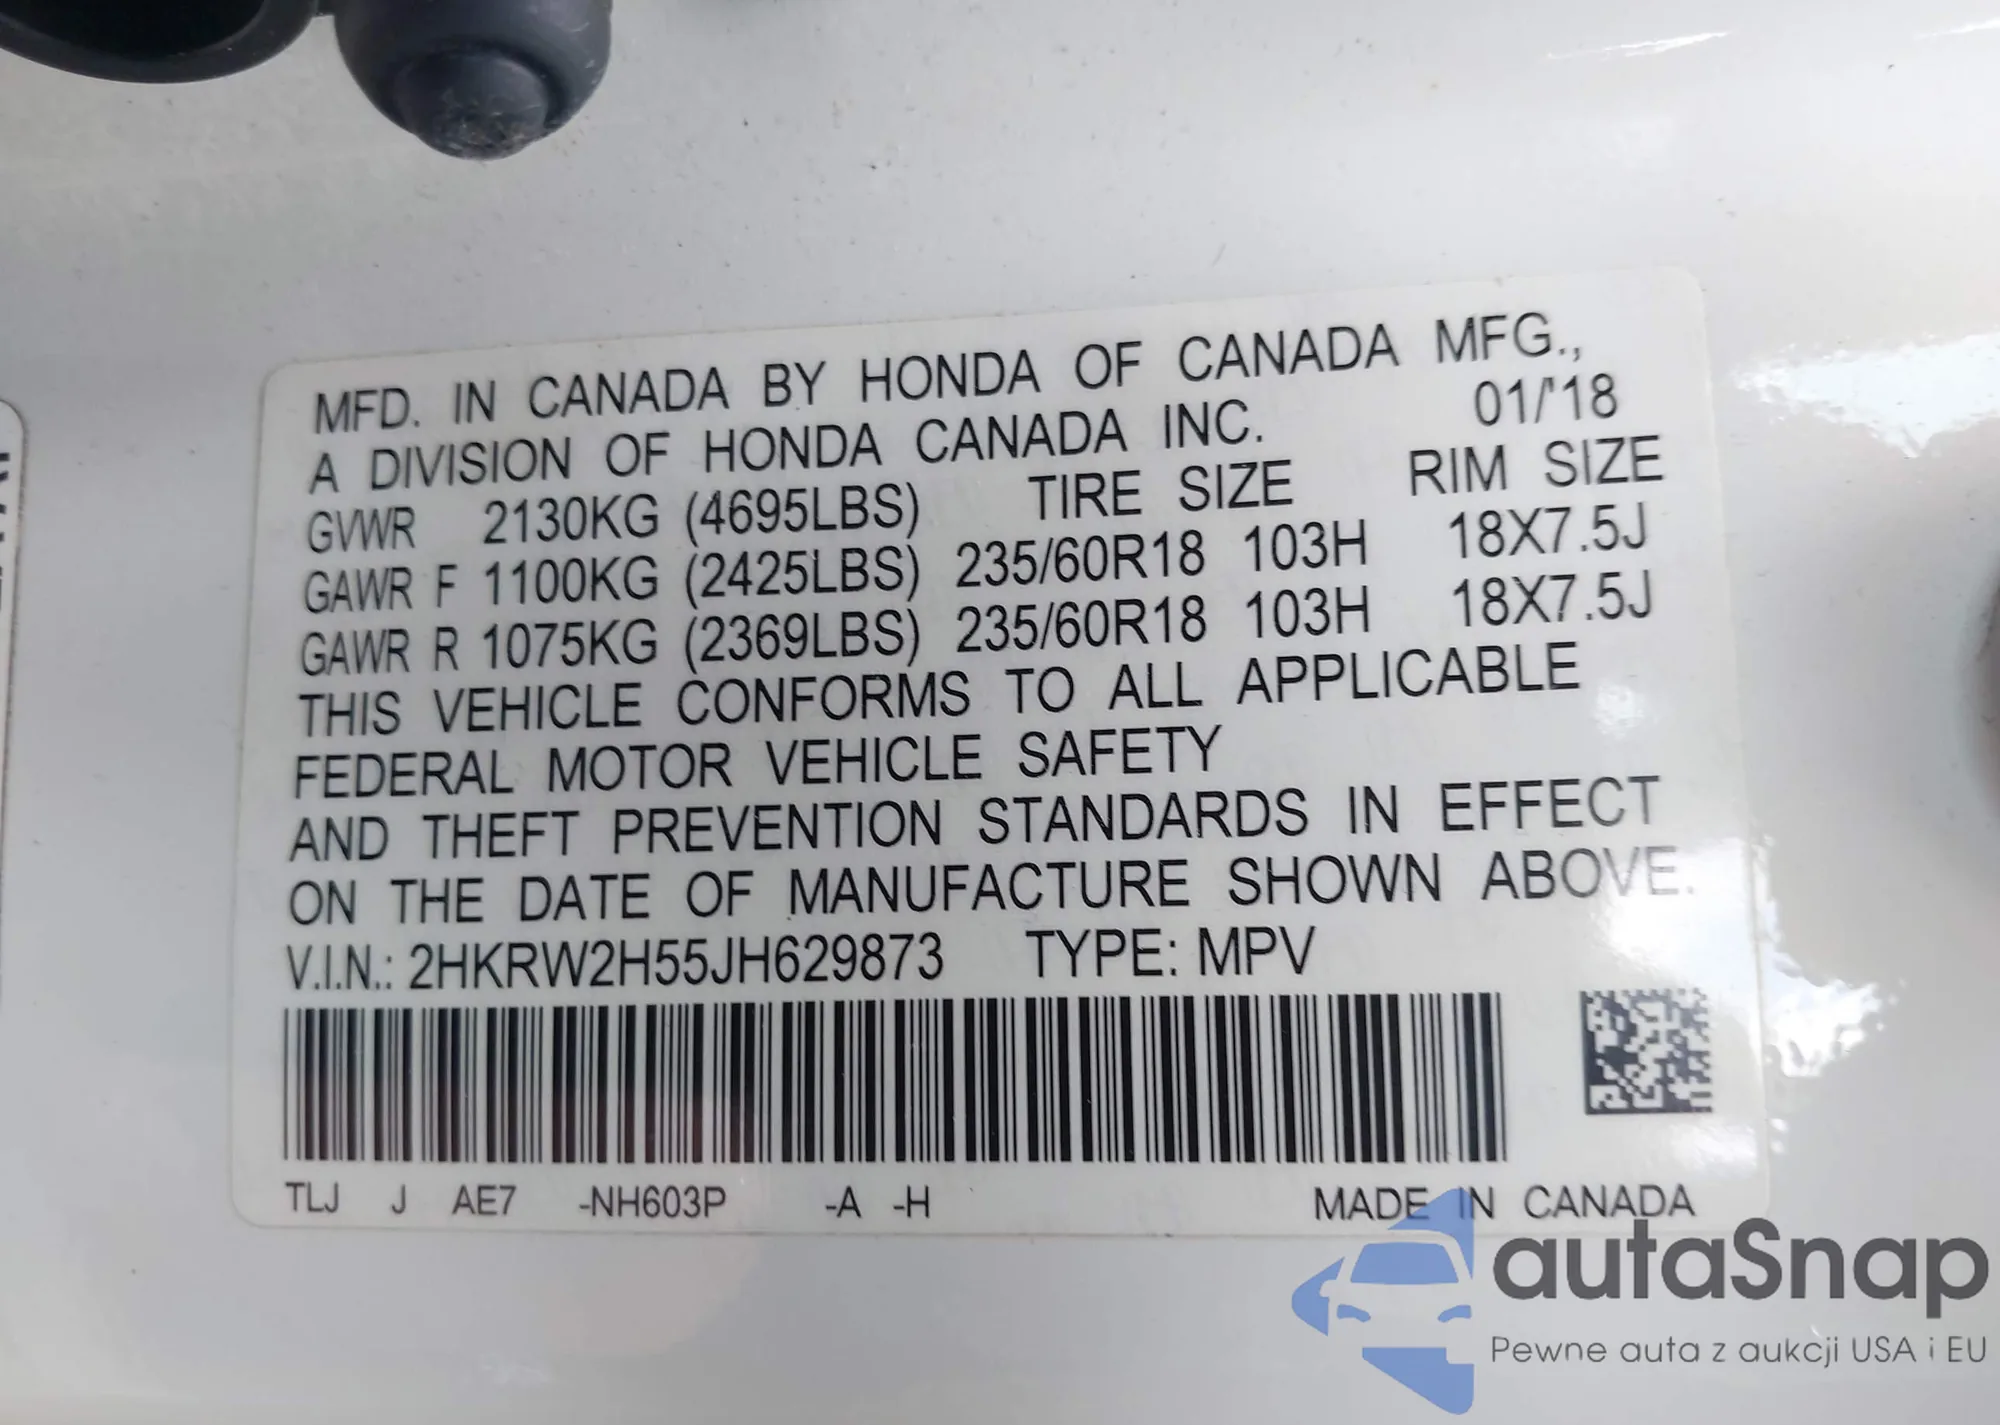 MFD. IN CANADA BY HONDA OF CANADA MFG.,
A DIVISION OF HONDA CANADA INC. 01/'18
GVWR 2130KG (4695LBS) TIRE SIZE RIM SIZE
GAWR F 1100KG (2425LBS) 235/60R18 103H 18X7.5J
GAWR R 1075KG (2369LBS) 235/60R18 103H 18X7.5J
THIS VEHICLE CONFORMS TO ALL APPLICABLE
FEDERAL MOTOR VEHICLE SAFETY
AND THEFT PREVENTION STANDARDS IN EFFECT
ON THE DATE OF MANUFACTURE SHOWN ABOVE.
V.I.N.: 2HKRW2H55JH629873 TYPE: MPV
TLJ J AE7 -NH603P -A -H MADE IN CANADA
autaSnap
Pewne auta z aukcji USA i EU